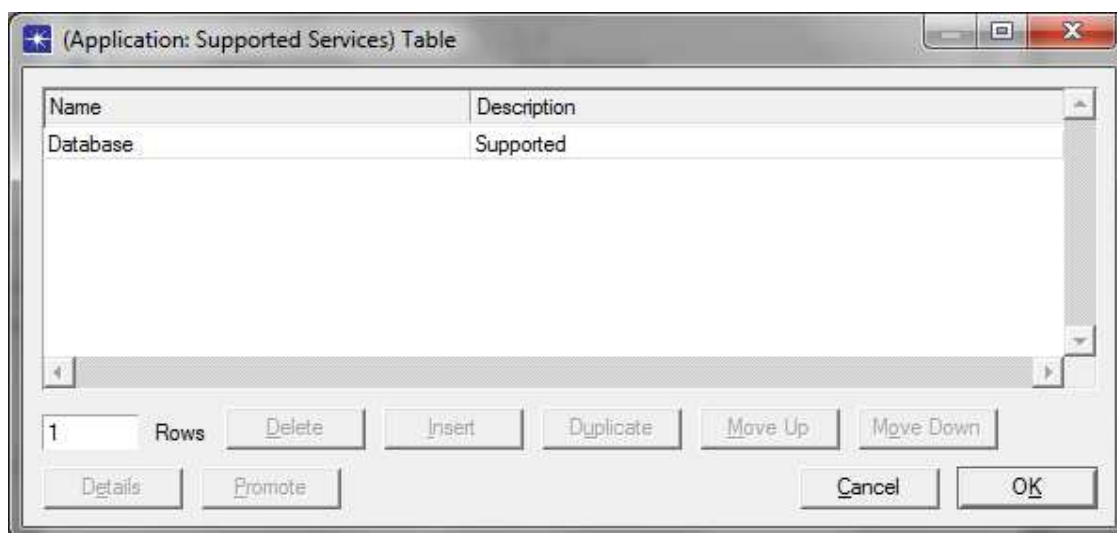 (Application: Supported Services) Table
Name Description
Database Supported
1 Rows Delete Insert Duplicate Move Up Move Down
Details Promote Cancel OK